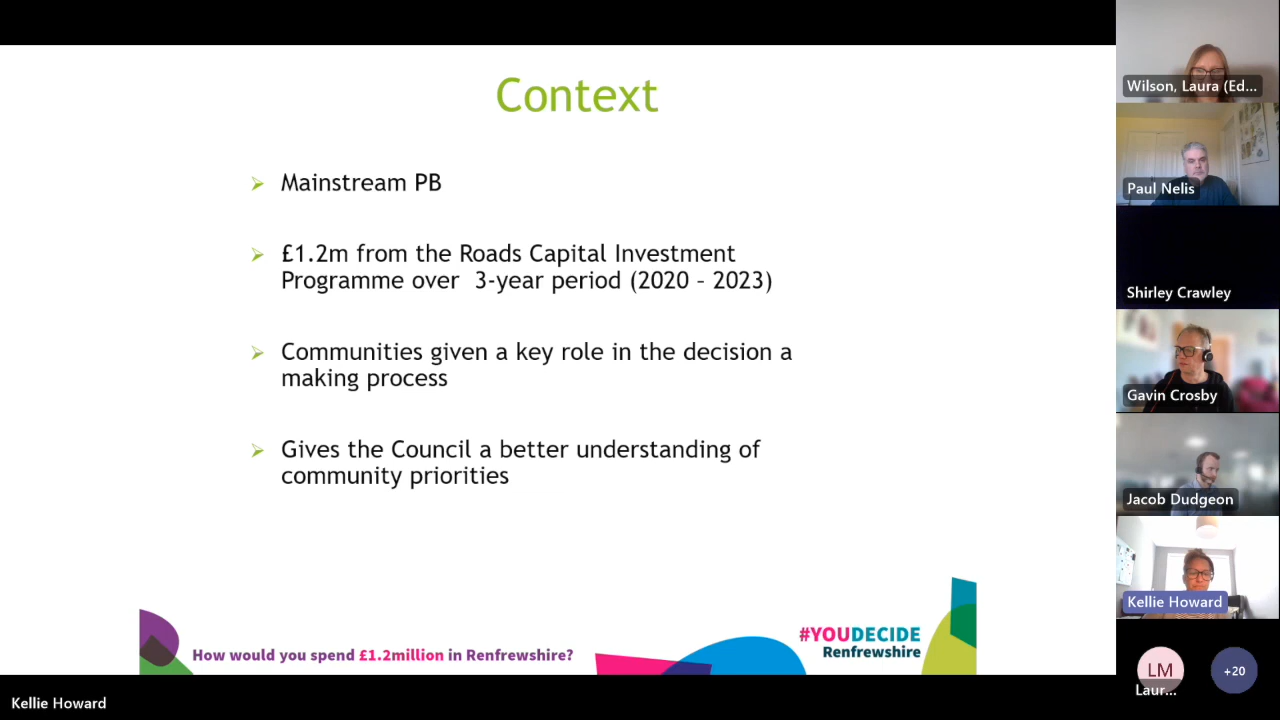 Context
Mainstream PB
£1.2m from the Roads Capital Investment
Programme over 3-year period (2020 – 2023)
Communities given a key role in the decision a
making process
Gives the Council a better understanding of
community priorities
How would you spend £1.2million in Renfrewshire?
#YOUDECIDE
Renfrewshire
Wilson, Laura (Ed...
Paul Nelis
Shirley Crawley
Gavin Crosby
Jacob Dudgeon
Kellie Howard
LM
Laur...
+20
Kellie Howard